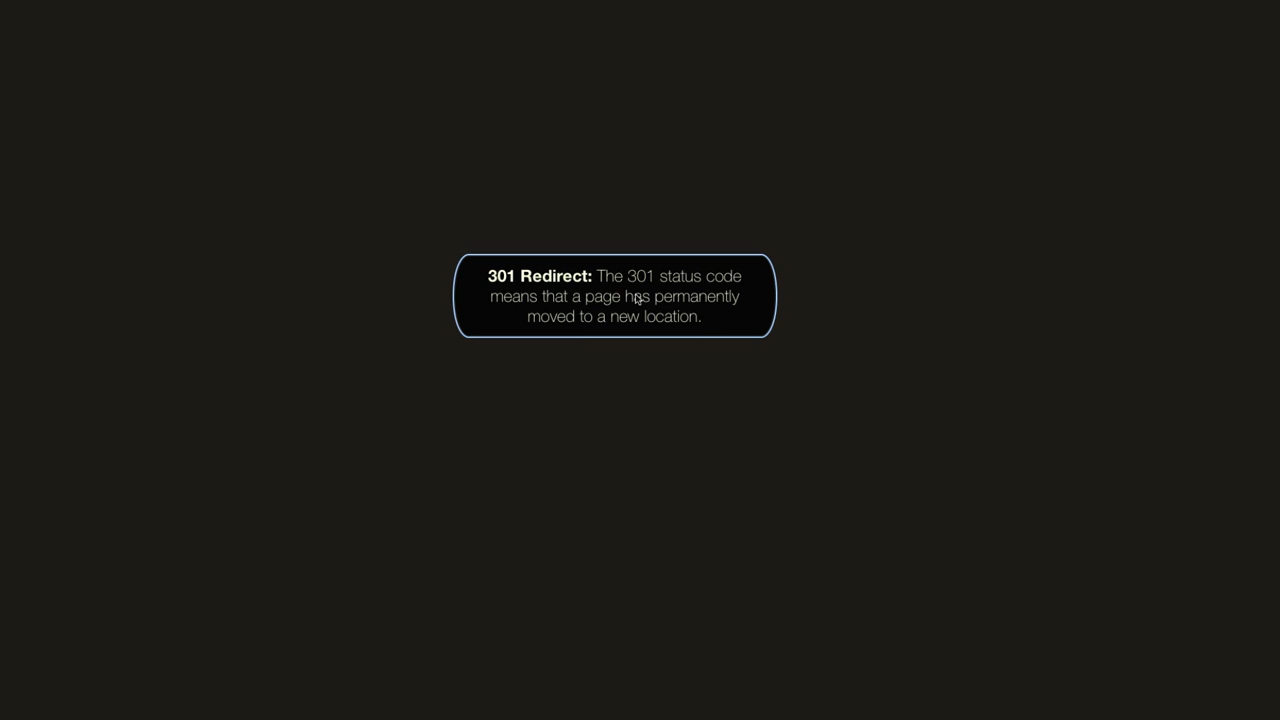 301 Redirect: The 301 status code
means that a page has permanently
moved to a new location.